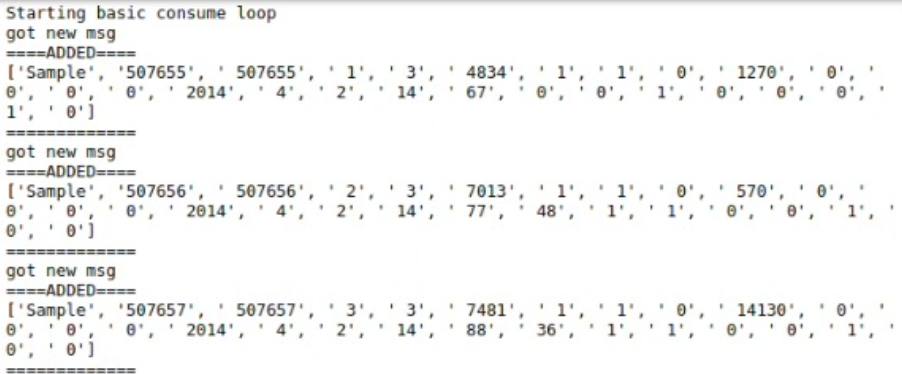 Starting basic consume loop
got new msg
====ADDED====
['Sample', '507655', ' 507655', ' 1', ' 3', ' 4834', ' 1', ' 1', ' 0', ' 1270', ' 0', '
0', ' 0', ' 0', ' 2014', ' 4', ' 2', ' 14', ' 67', ' 0', ' 0', ' 1', ' 0', ' 0', ' 0', '
1', ' 0']
=============
got new msg
====ADDED====
['Sample', '507656', ' 507656', ' 2', ' 3', ' 7013', ' 1', ' 1', ' 0', ' 570', ' 0', '
0', ' 0', ' 0', ' 2014', ' 4', ' 2', ' 14', ' 77', ' 48', ' 1', ' 1', ' 0', ' 0', ' 1', '
0', ' 0']
=============
got new msg
====ADDED====
['Sample', '507657', ' 507657', ' 3', ' 3', ' 7481', ' 1', ' 1', ' 0', ' 14130', ' 0', '
0', ' 0', ' 0', ' 2014', ' 4', ' 2', ' 14', ' 88', ' 36', ' 1', ' 1', ' 0', ' 0', ' 1', '
0', ' 0']
=============